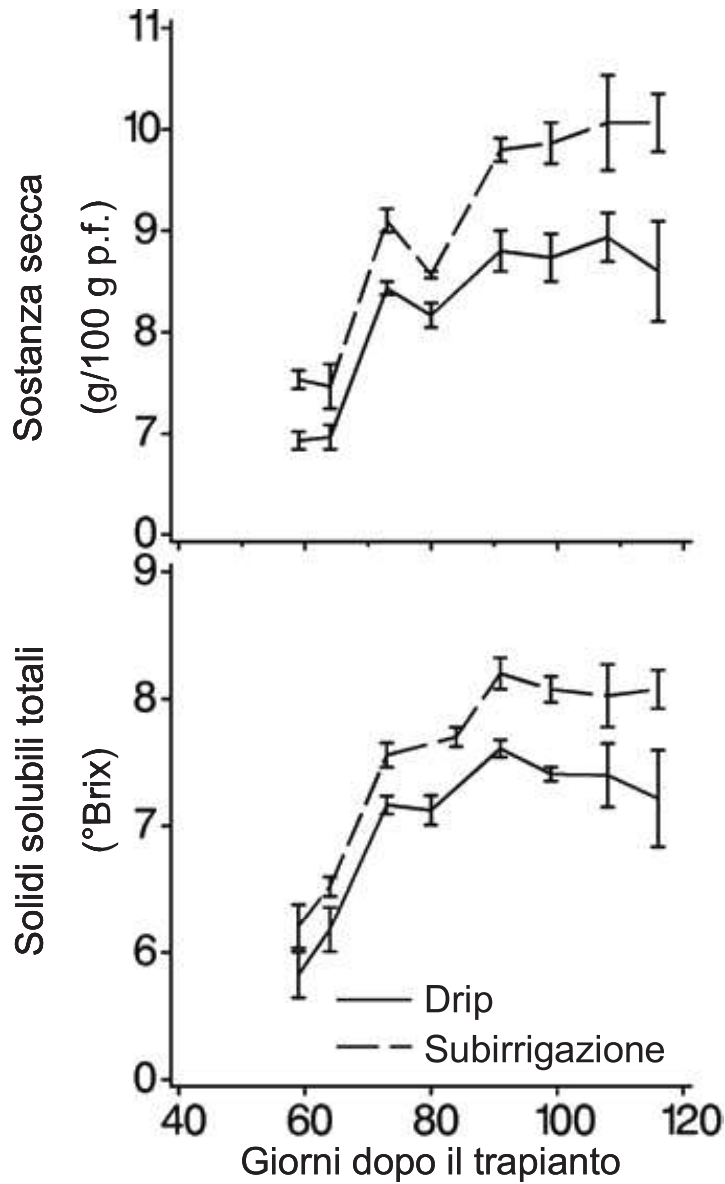 Sostanza secca
(g/100 g p.f.)
11
10
9
8
7
0
Solidi solubili totali
(°Brix)
9
8
7
6
0
Drip
Subirrigazione
40 60 80 100 120
Giorni dopo il trapianto